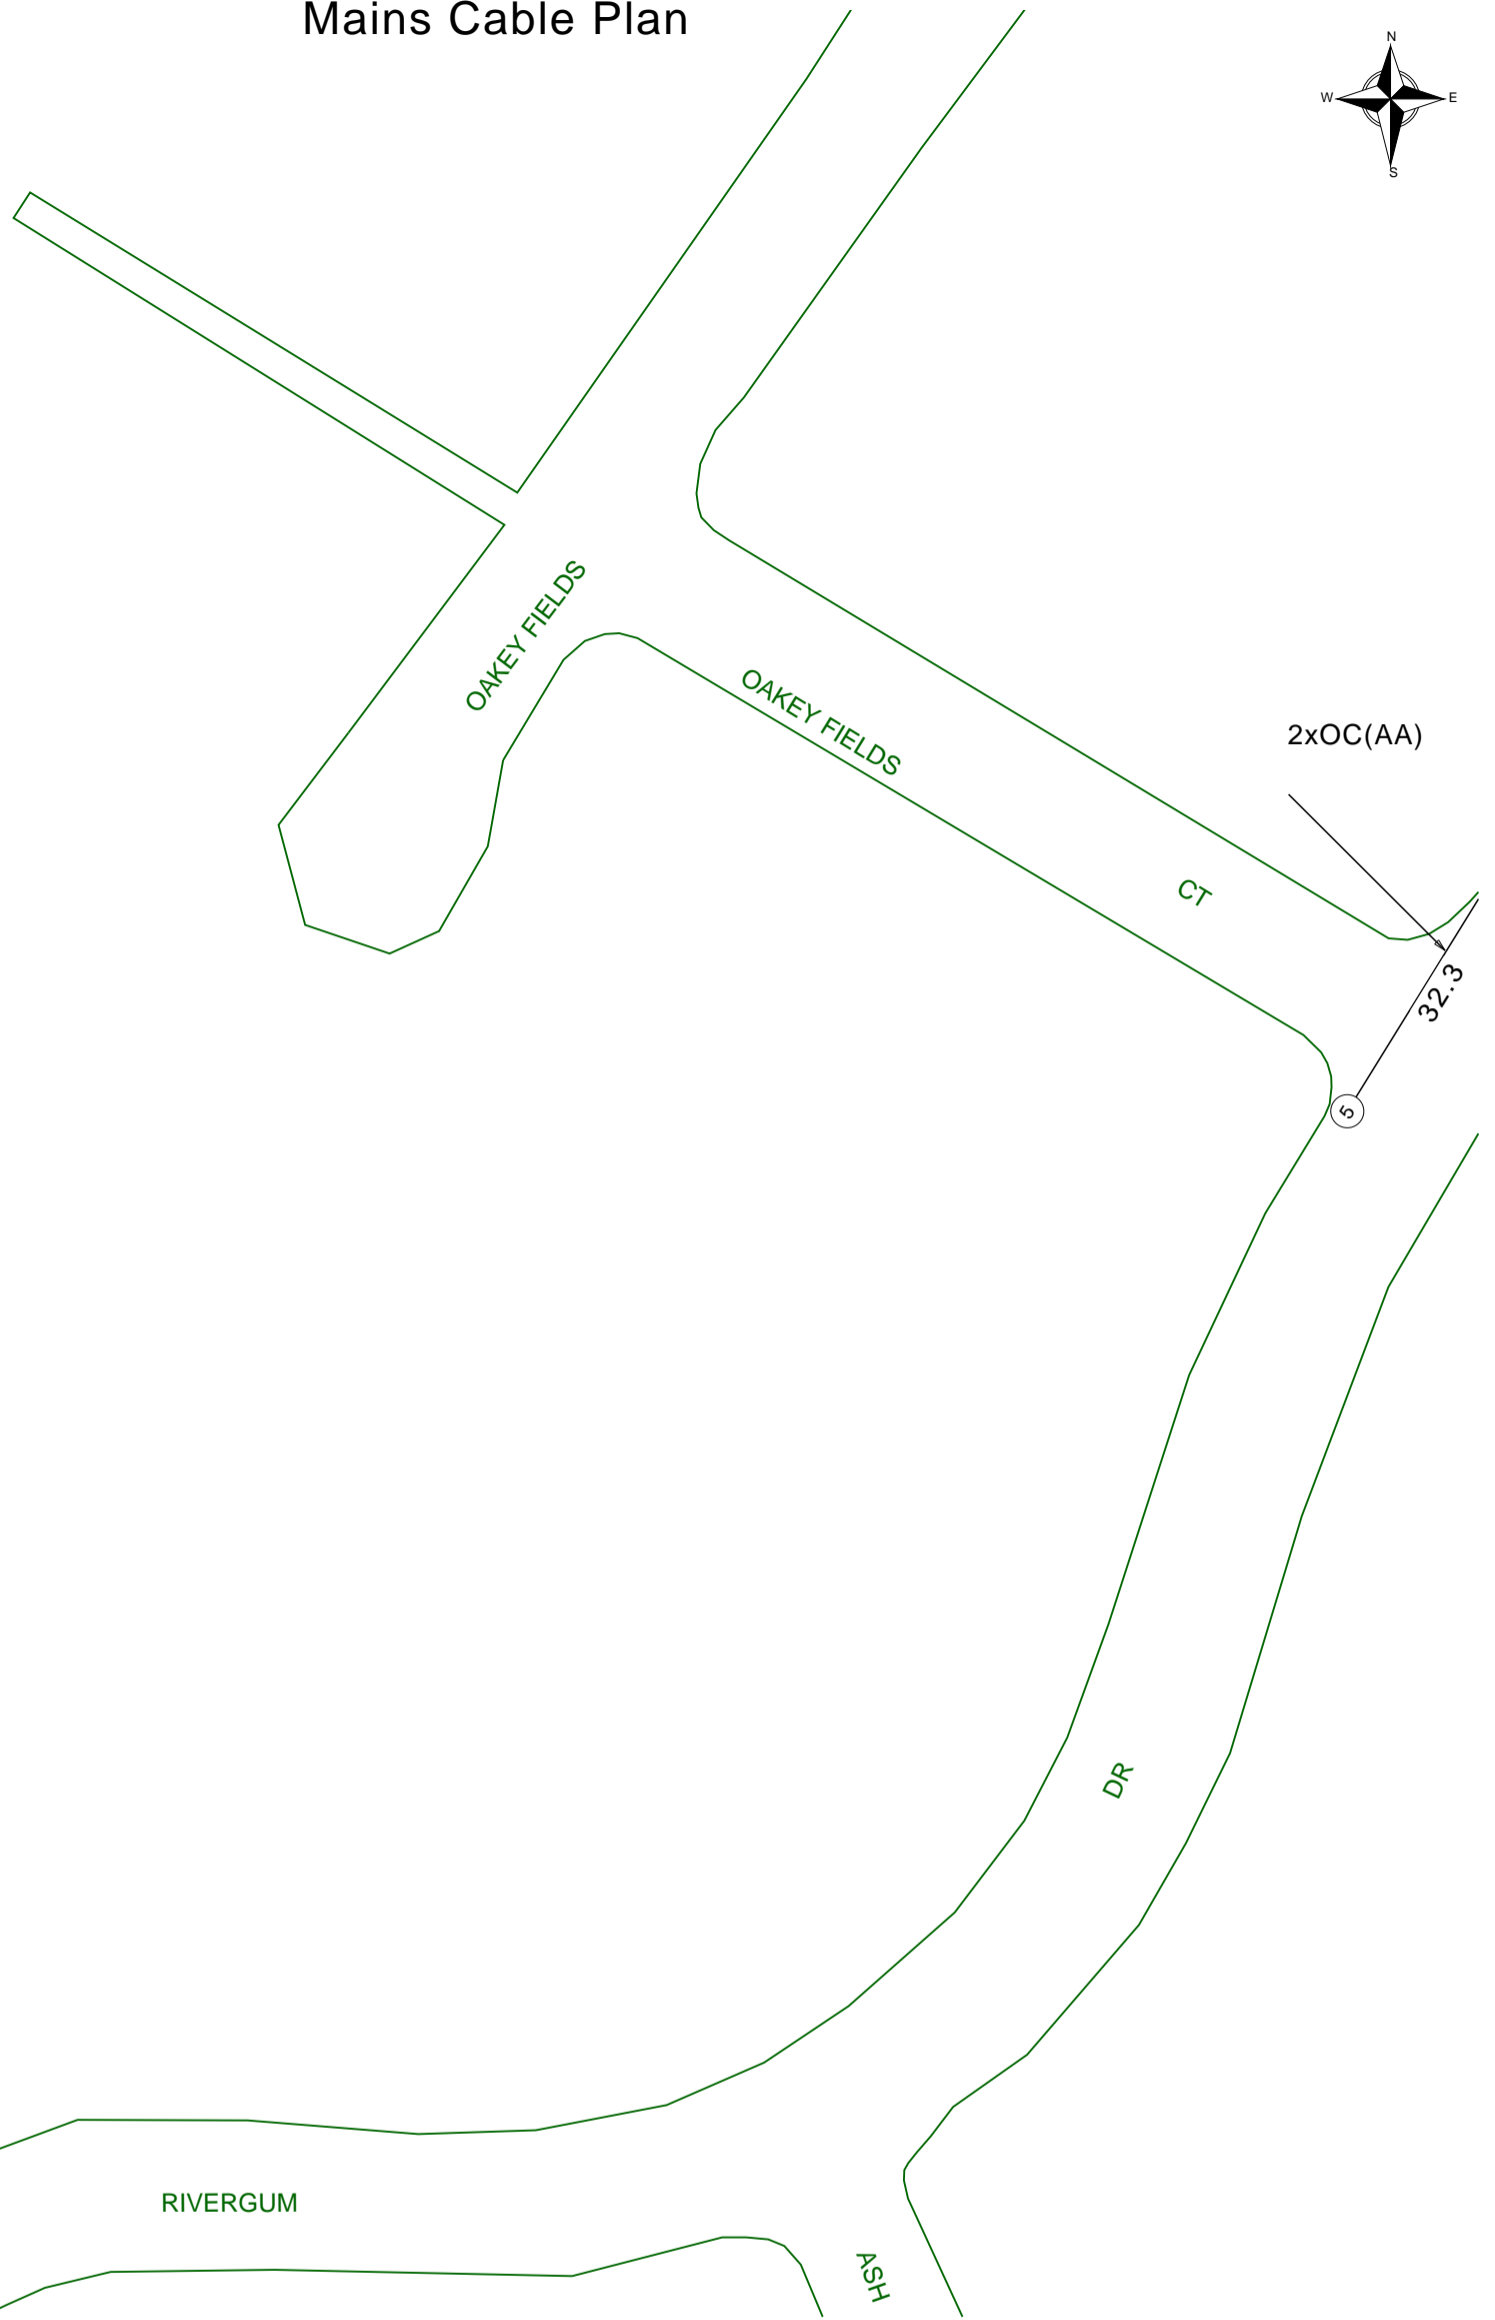 Mains Cable Plan
N
W
E
S
OAKEY FIELDS
OAKEY FIELDS
2xOC(AA)
CT
32.3
5
DR
RIVERGUM
ASH